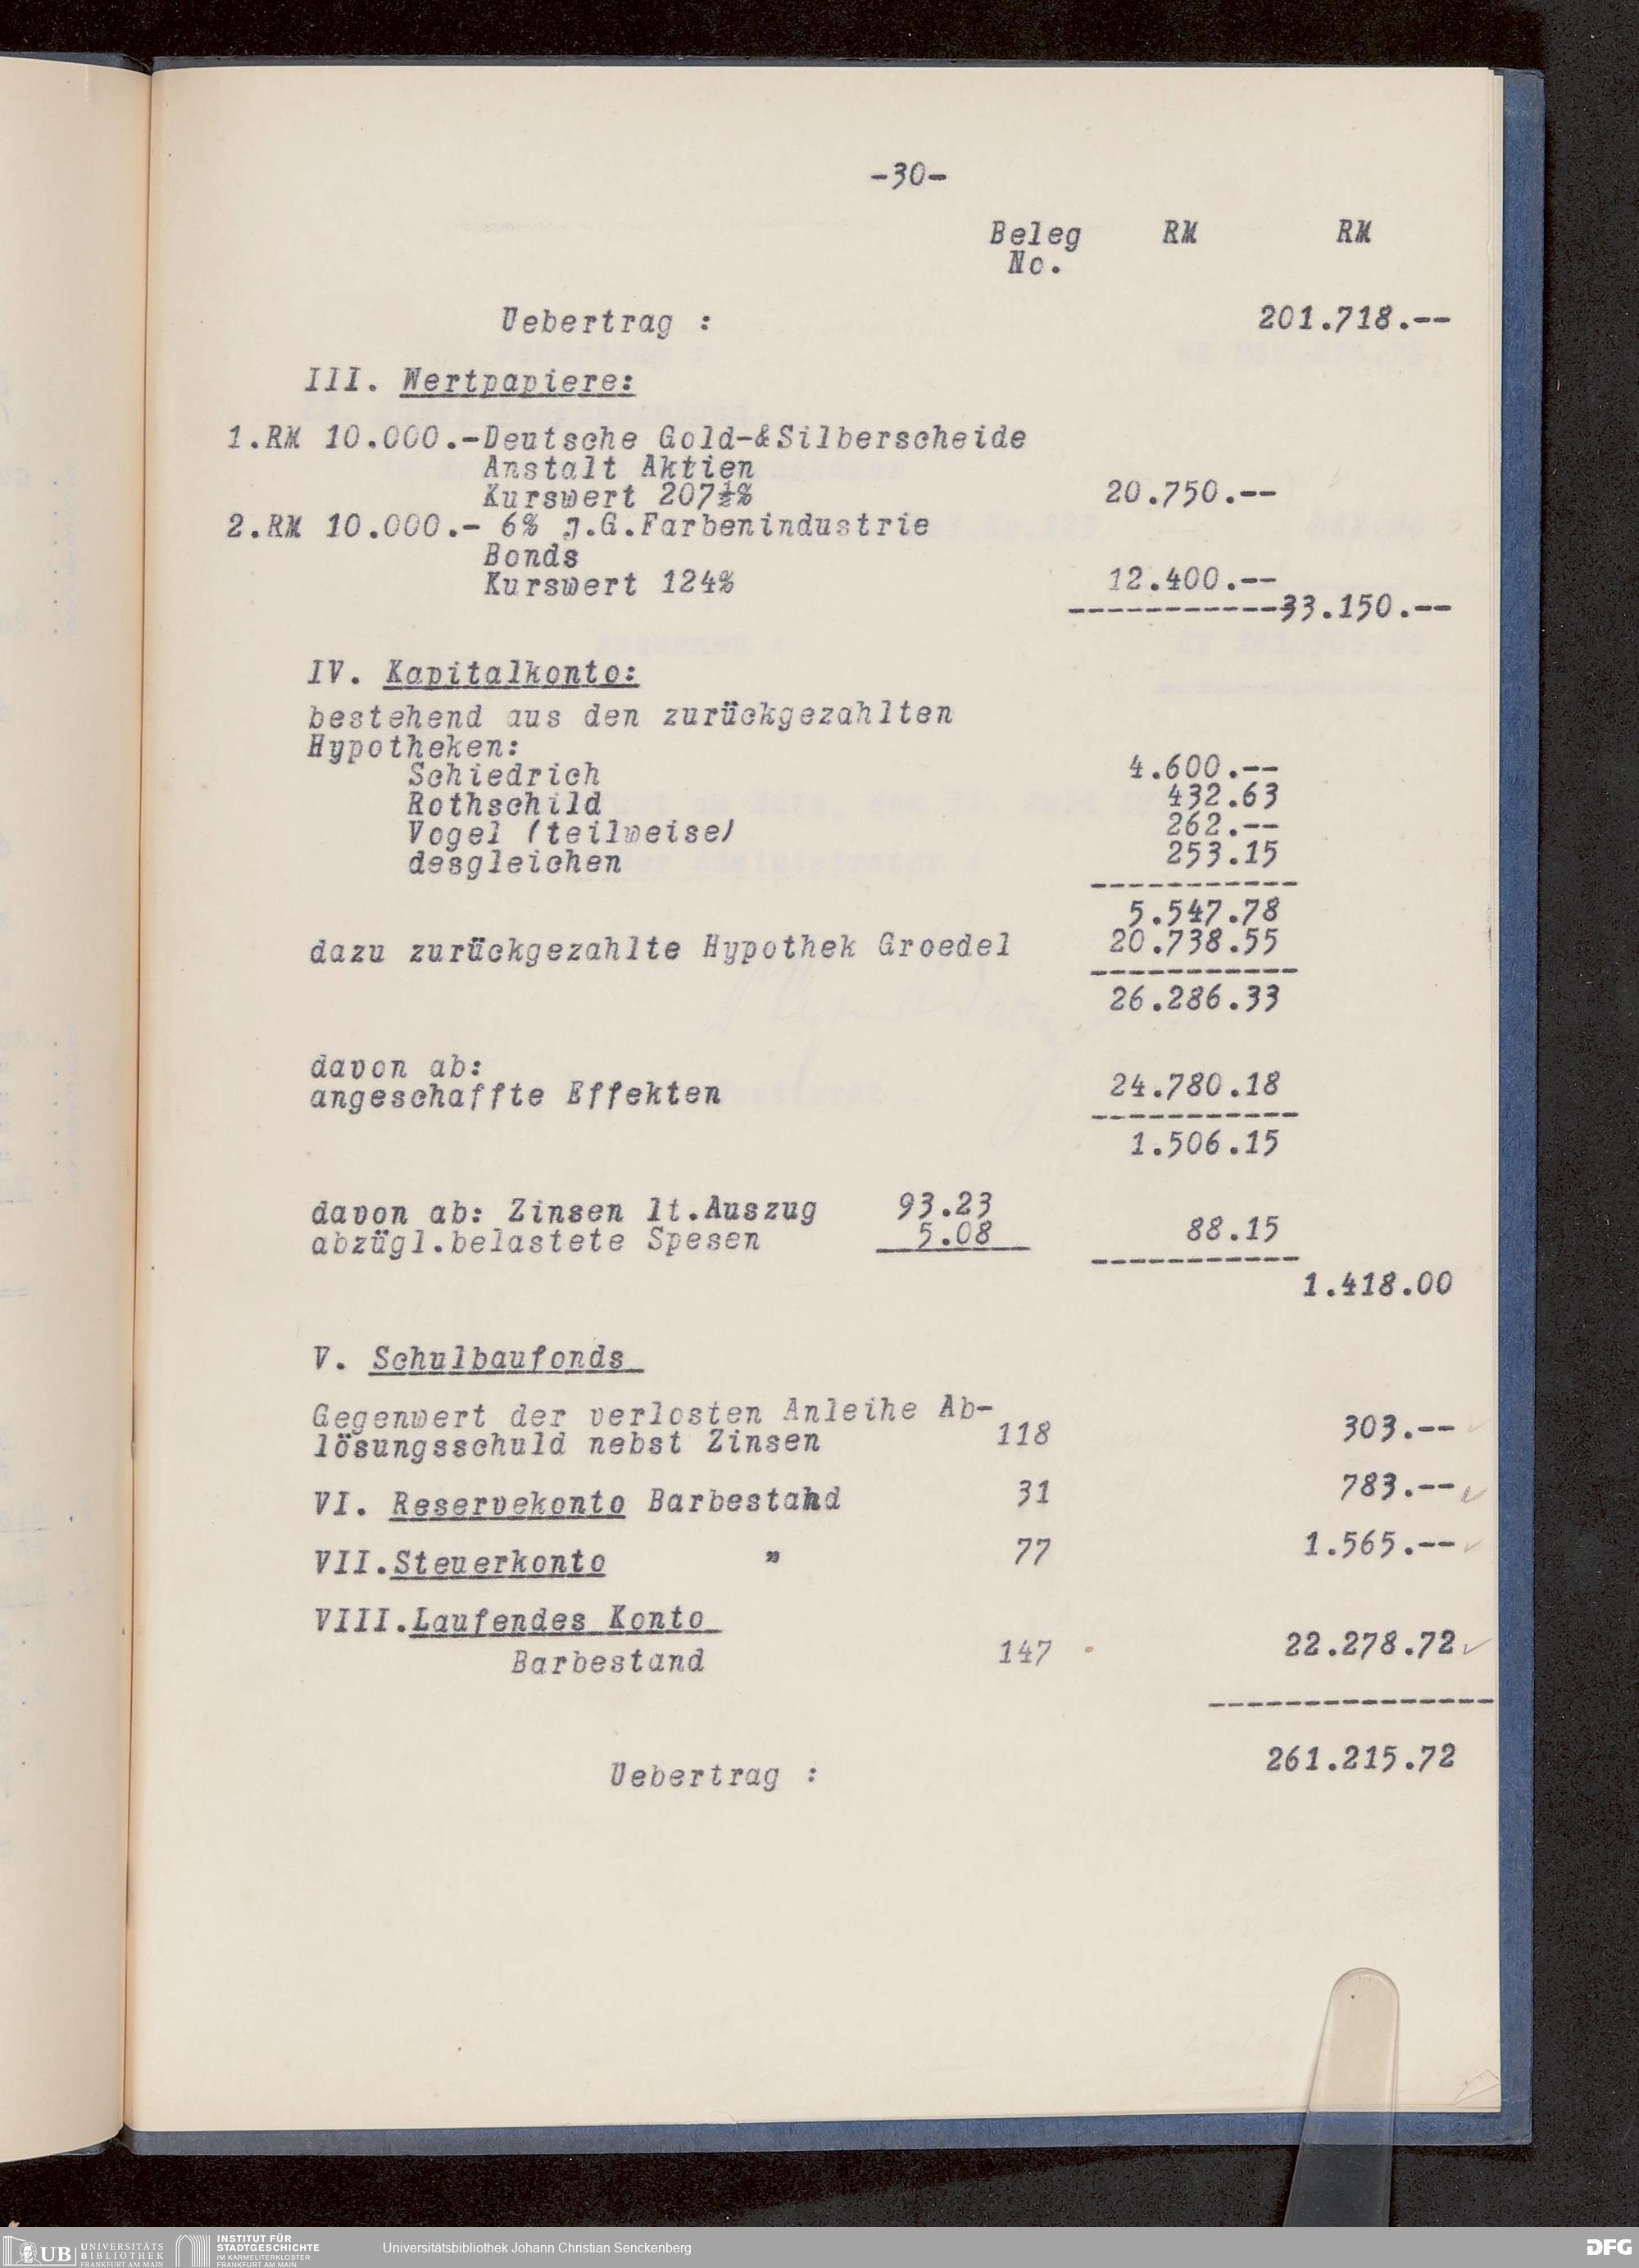 -30-
Beleg RM RM
No.
Uebertrag : 201.718.--
III. Wertpapiere:
1.RM 10.000.-Deutsche Gold-&Silberscheide
Anstalt Aktien
Kurswert 207½% 20.750.--
2.RM 10.000.- 6% J.G.Farbenindustrie
Bonds
Kurswert 124% 12.400.--
-----------33.150.--
IV. Kapitalkonto:
bestehend aus den zurückgezahlten
Hypotheken:
Schiedrich 4.600.--
Rothschild 432.63
Vogel (teilweise) 262.--
desgleichen 253.15
-----------
5.547.78
dazu zurückgezahlte Hypothek Groedel 20.738.55
-----------
26.286.33
davon ab:
angeschaffte Effekten 24.780.18
-----------
1.506.15
davon ab: Zinsen lt.Auszug 93.23
abzügl.belastete Spesen 5.08 88.15
-----------
1.418.00
V. Schulbaufonds
Gegenwert der verlosten Anleihe Ab-
lösungsschuld nebst Zinsen 118 303.--
VI. Reservekonto Barbestand 31 783.--
VII.Steuerkonto " 77 1.565.--
VIII.Laufendes Konto
Barbestand 147 22.278.72
---------------
Uebertrag : 261.215.72
UB UNIVERSITÄTS
BIBLIOTHEK
FRANKFURT AM MAIN
INSTITUT FÜR
STADTGESCHICHTE
IM KARMELITERKLOSTER
FRANKFURT AM MAIN
Universitätsbibliothek Johann Christian Senckenberg
DFG